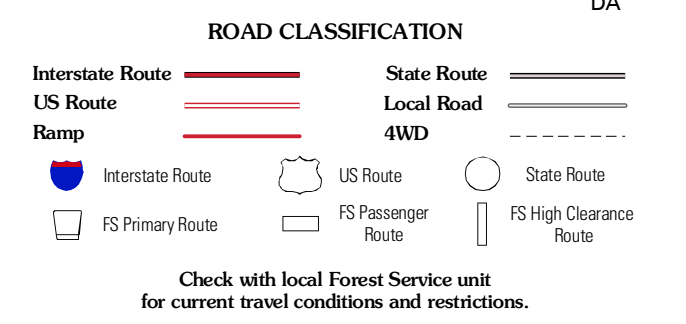 DA
ROAD CLASSIFICATION
Interstate Route
State Route
US Route
Local Road
Ramp
4WD
Interstate Route
US Route
State Route
FS Primary Route
FS Passenger
Route
FS High Clearance
Route
Check with local Forest Service unit
for current travel conditions and restrictions.